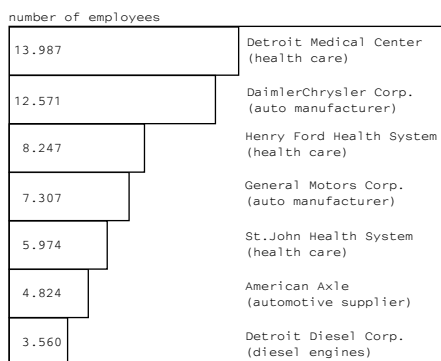 number of employees
13.987
Detroit Medical Center
(health care)
12.571
DaimlerChrysler Corp.
(auto manufacturer)
8.247
Henry Ford Health System
(health care)
7.307
General Motors Corp.
(auto manufacturer)
5.974
St.John Health System
(health care)
4.824
American Axle
(automotive supplier)
3.560
Detroit Diesel Corp.
(diesel engines)